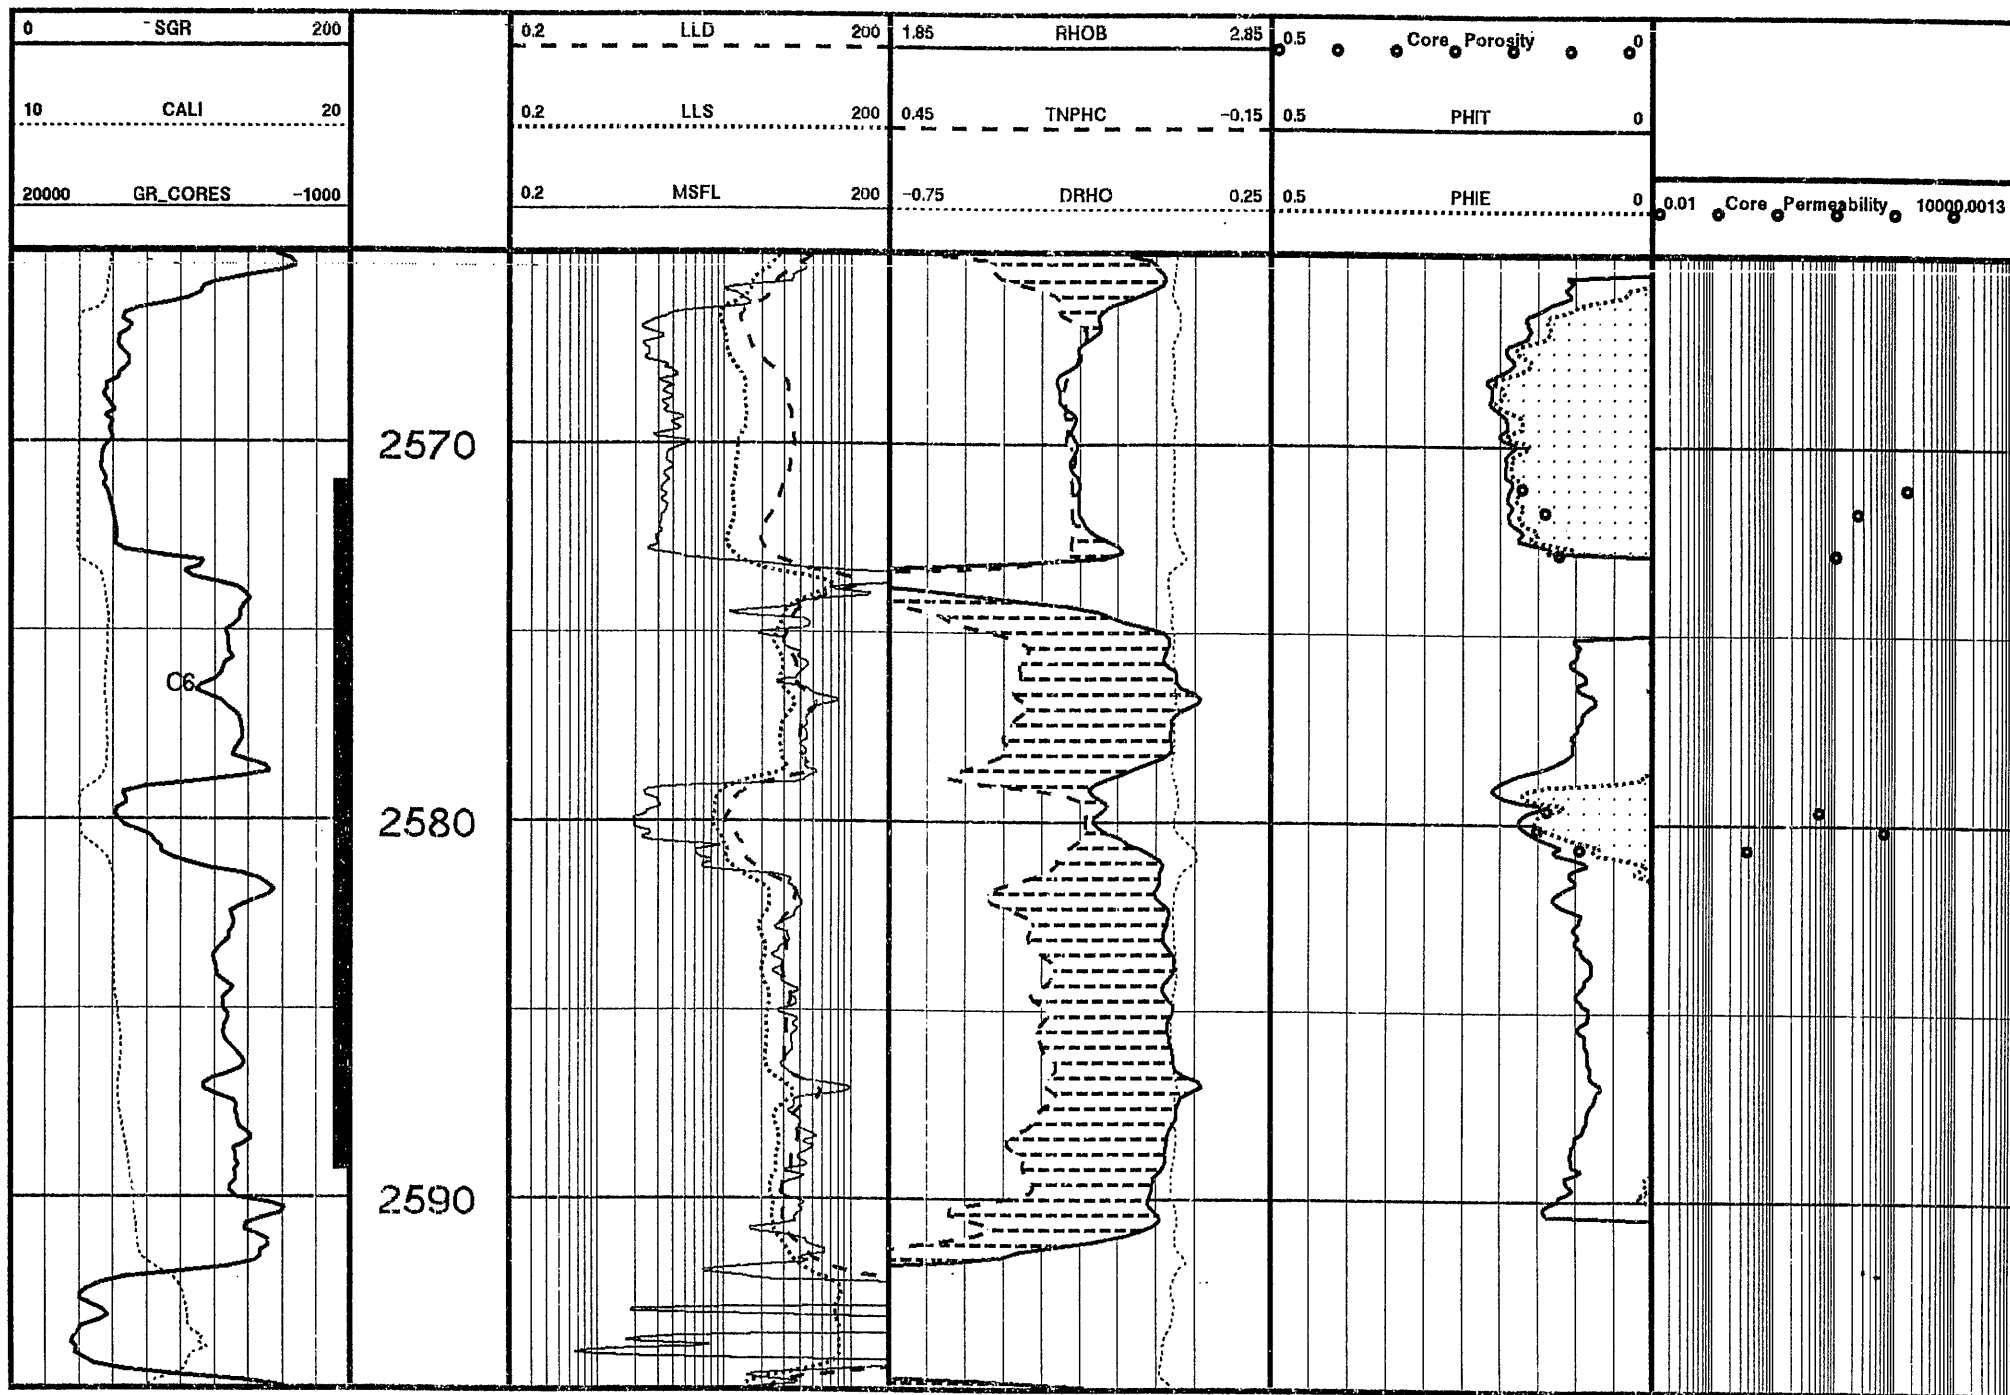 0 SGR 200
0.2 LLD 200
1.85 RHOB 2.85
0.5 Core Porosity 0
10 CALI 20
0.2 LLS 200
0.45 TNPHC -0.15
0.5 PHIT 0
20000 GR_CORES -1000
0.2 MSFL 200
-0.75 DRHO 0.25
0.5 PHIE 0
0.01 Core Permeability 10000.0013
2570
C6
2580
2590